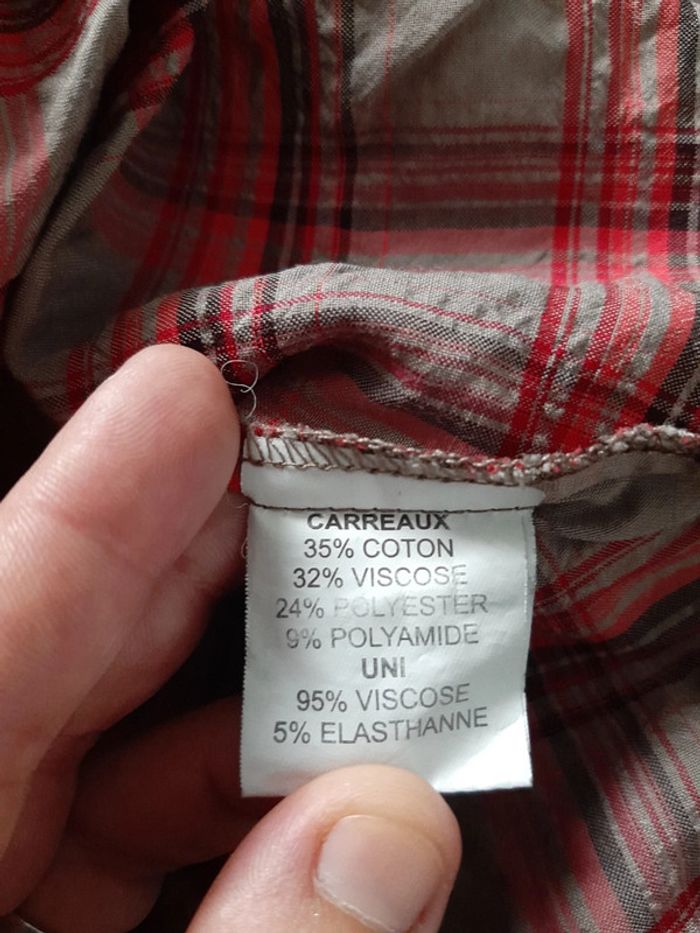 CARREAUX
35% COTON
32% VISCOSE
24% POLYESTER
9% POLYAMIDE
UNI
95% VISCOSE
5% ELASTHANNE